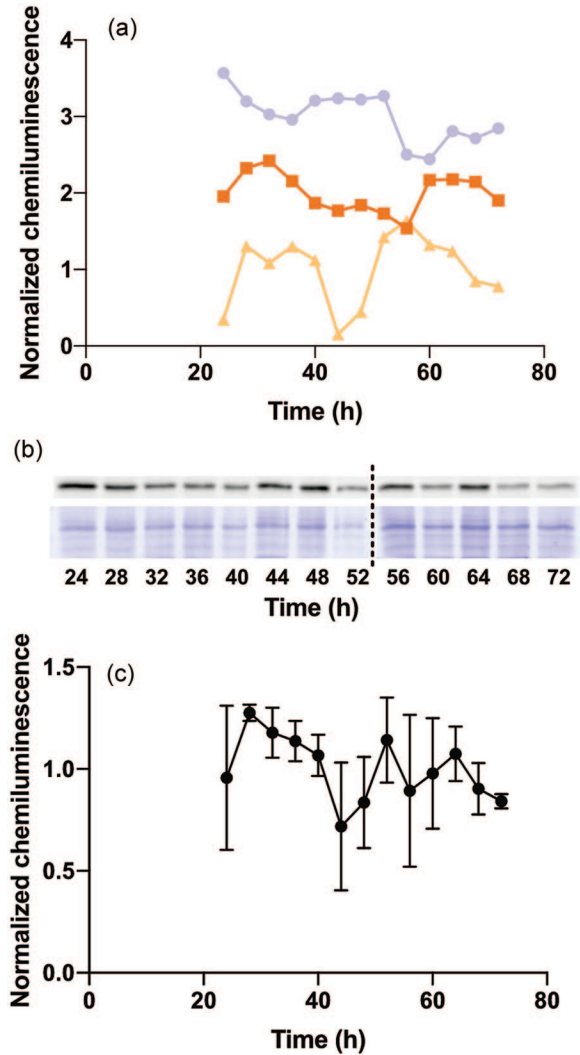 (a)
Normalized chemiluminescence
4
3
2
1
0
0 20 40 60 80
Time (h)
(b)
24 28 32 36 40 44 48 52 56 60 64 68 72
Time (h)
(c)
Normalized chemiluminescence
1.5
1.0
0.5
0.0
0 20 40 60 80
Time (h)